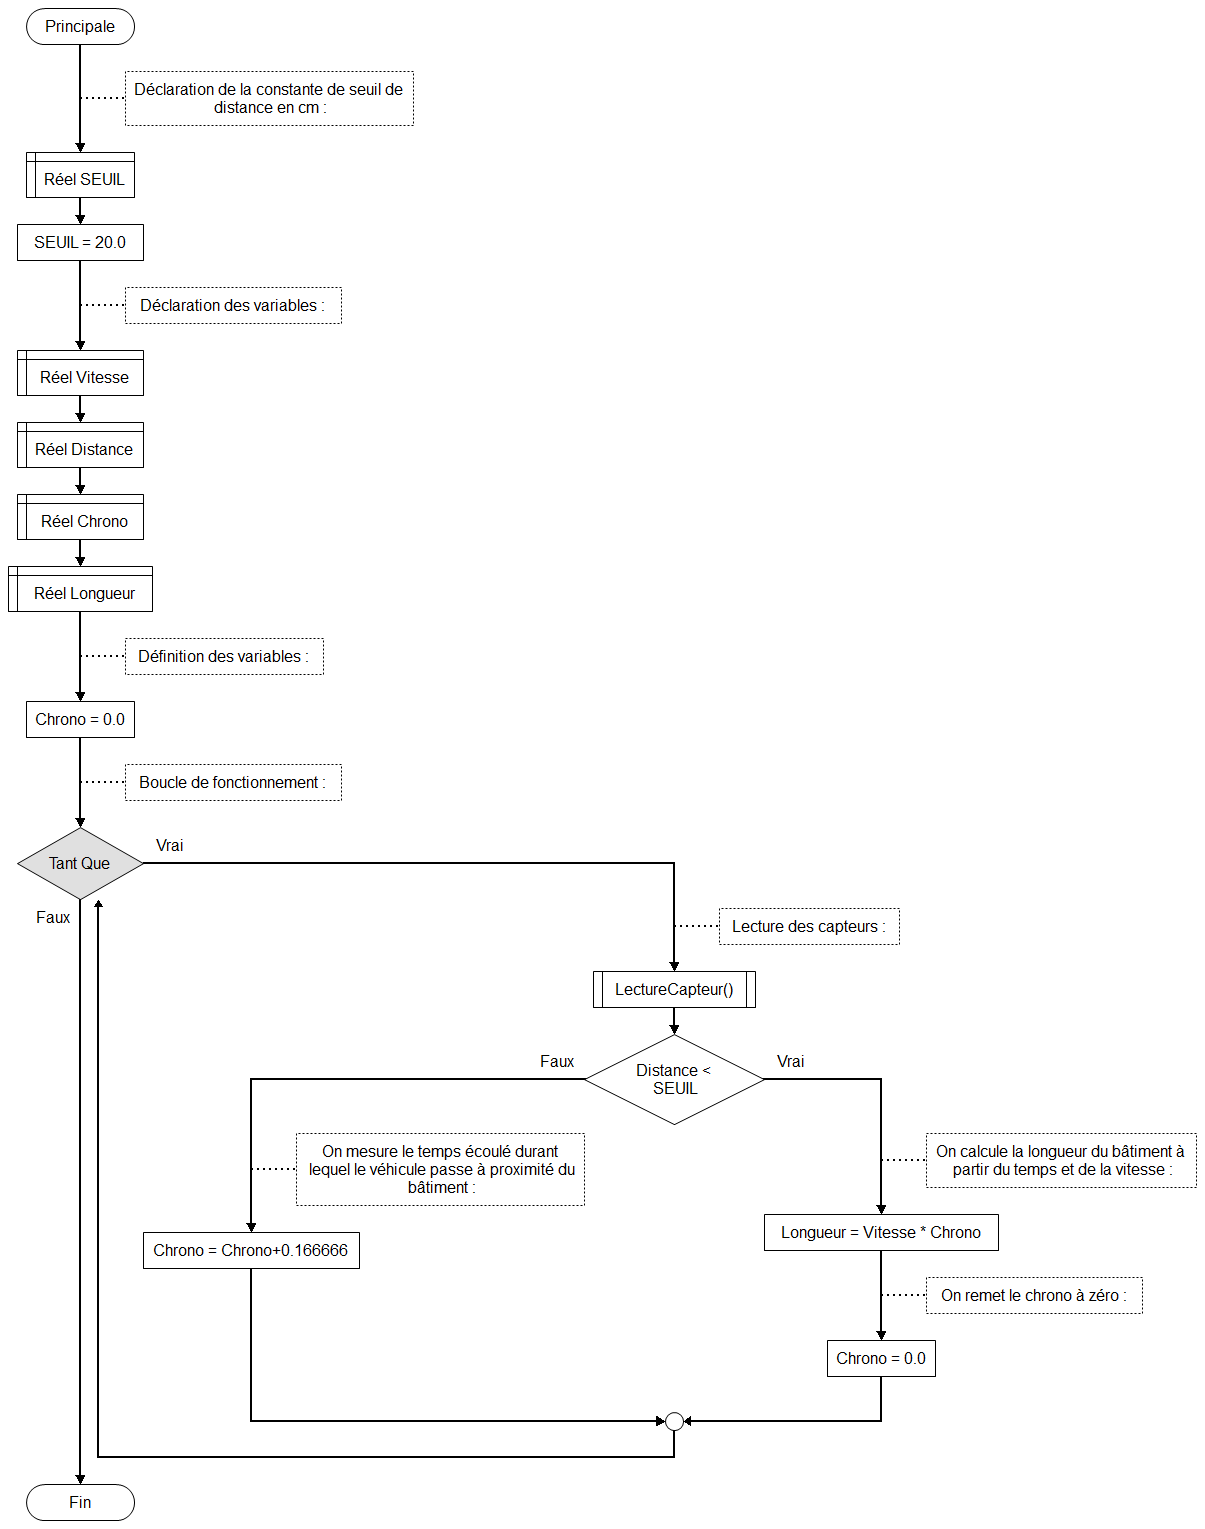 Principale
Déclaration de la constante de seuil de
distance en cm :
Réel SEUIL
SEUIL = 20.0
Déclaration des variables :
Réel Vitesse
Réel Distance
Réel Chrono
Réel Longueur
Définition des variables :
Chrono = 0.0
Boucle de fonctionnement :
Tant Que
Vrai
Faux
Lecture des capteurs :
LectureCapteur()
Distance <
SEUIL
Faux
Vrai
On mesure le temps écoulé durant
lequel le véhicule passe à proximité du
bâtiment :
Chrono = Chrono+0.166666
On calcule la longueur du bâtiment à
partir du temps et de la vitesse :
Longueur = Vitesse * Chrono
On remet le chrono à zéro :
Chrono = 0.0
Fin